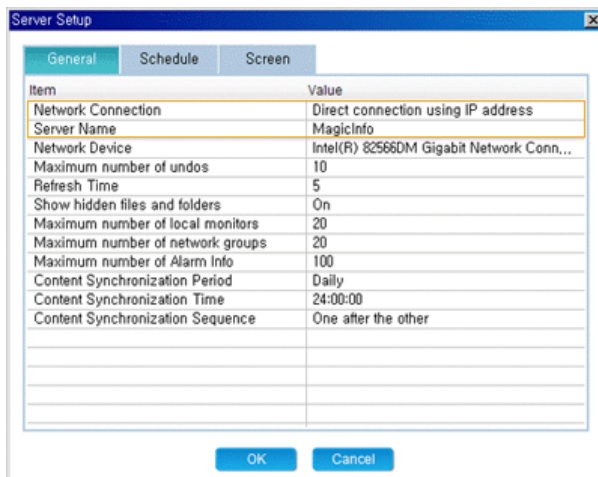 Server Setup
General Schedule Screen
Item Value
Network Connection Direct connection using IP address
Server Name MagicInfo
Network Device Intel(R) 82566DM Gigabit Network Conn,,,
Maximum number of undos 10
Refresh Time 5
Show hidden files and folders On
Maximum number of local monitors 20
Maximum number of network groups 20
Maximum number of Alarm Info 100
Content Synchronization Period Daily
Content Synchronization Time 24:00:00
Content Synchronization Sequence One after the other
OK Cancel